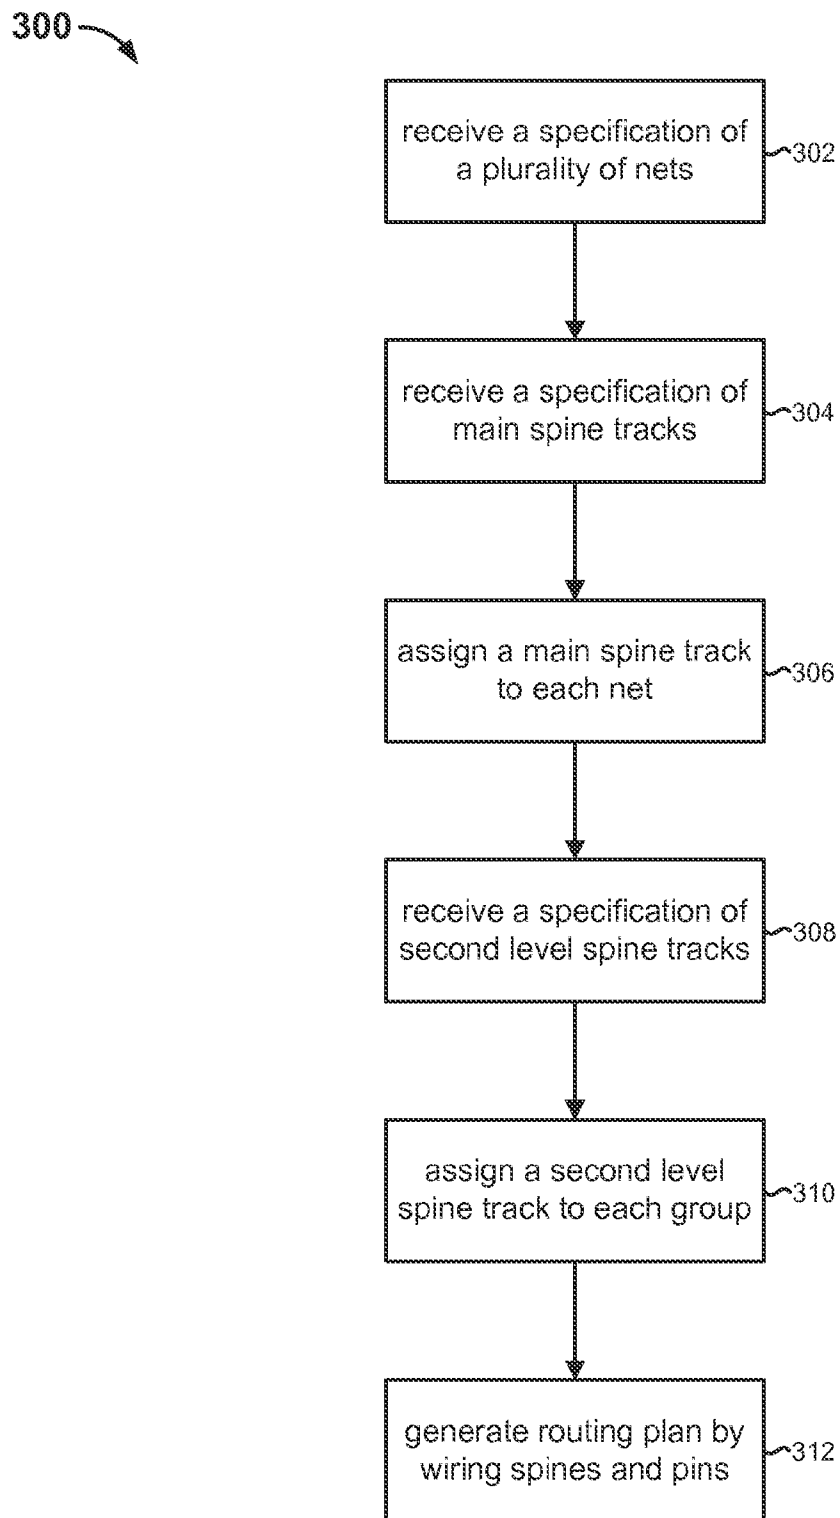 300
receive a specification of
a plurality of nets
302
receive a specification of
main spine tracks
304
assign a main spine track
to each net
306
receive a specification of
second level spine tracks
308
assign a second level
spine track to each group
310
generate routing plan by
wiring spines and pins
312